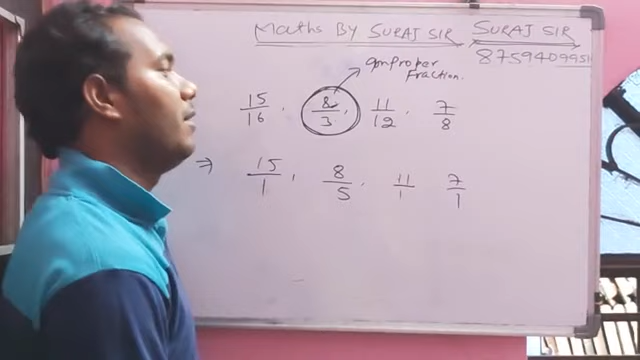 Maths By SURAJ SIR SURAJ SIR
8759409951
Improper
Fraction.
15/16, 8/3, 11/12 7/8
⇒ 15/1, 8/5, 11/1 7/1